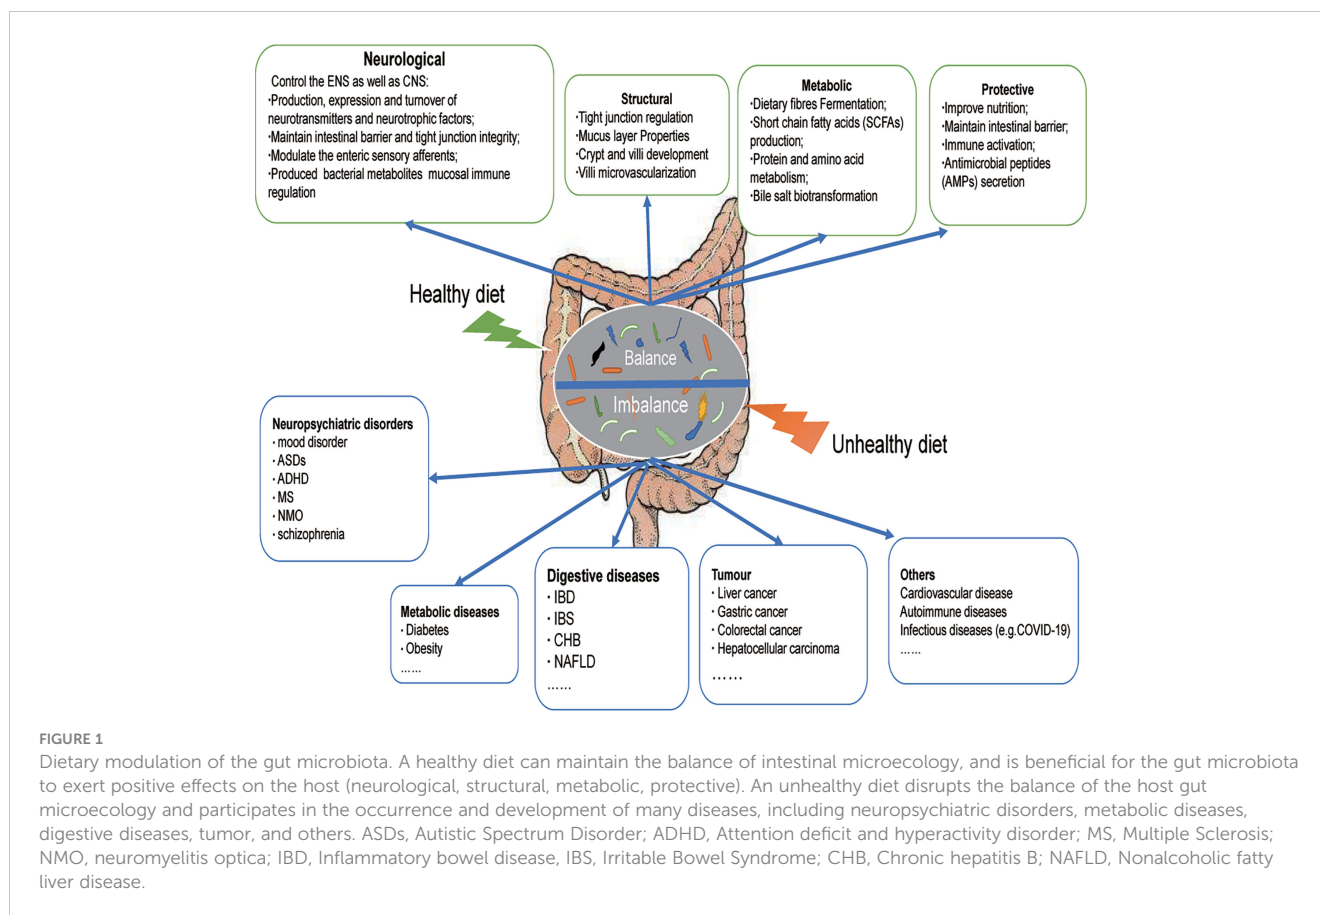 Neurological
Control the ENS as well as CNS:
·Production, expression and turnover of
neurotransmitters and neurotrophic factors;
·Maintain intestinal barrier and tight junction integrity;
·Modulate the enteric sensory afferents;
·Produced bacterial metabolites mucosal immune
regulation
Structural
·Tight junction regulation
·Mucus layer Properties
·Crypt and villi development
·Villi microvascularization
Metabolic
·Dietary fibres Fermentation;
·Short chain fatty acids (SCFAs)
production;
·Protein and amino acid
metabolism;
·Bile salt biotransformation
Protective
·Improve nutrition;
·Maintain intestinal barrier;
·Immune activation;
·Antimicrobial peptides
(AMPs) secretion
Healthy diet
Balance
Imbalance
Unhealthy diet
Neuropsychiatric disorders
· mood disorder
· ASDs
· ADHD
· MS
· NMO
· schizophrenia
Metabolic diseases
· Diabetes
· Obesity
……
Digestive diseases
· IBD
· IBS
· CHB
· NAFLD
……
Tumour
· Liver cancer
· Gastric cancer
· Colorectal cancer
· Hepatocellular carcinoma
……
Others
Cardiovascular disease
Autoimmune diseases
Infectious diseases (e.g.COVID-19)
……
FIGURE 1
Dietary modulation of the gut microbiota. A healthy diet can maintain the balance of intestinal microecology, and is beneficial for the gut microbiota
to exert positive effects on the host (neurological, structural, metabolic, protective). An unhealthy diet disrupts the balance of the host gut
microecology and participates in the occurrence and development of many diseases, including neuropsychiatric disorders, metabolic diseases,
digestive diseases, tumor, and others. ASDs, Autistic Spectrum Disorder; ADHD, Attention deficit and hyperactivity disorder; MS, Multiple Sclerosis;
NMO, neuromyelitis optica; IBD, Inflammatory bowel disease, IBS, Irritable Bowel Syndrome; CHB, Chronic hepatitis B; NAFLD, Nonalcoholic fatty
liver disease.